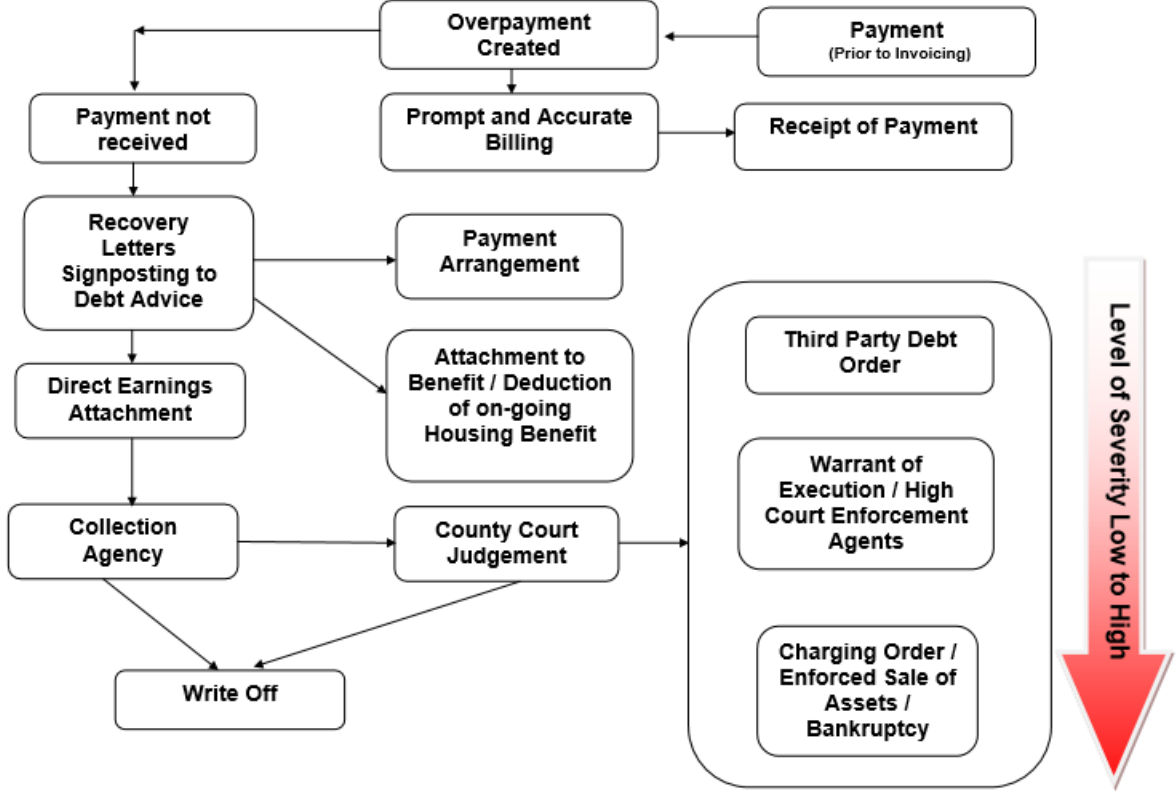 Overpayment
Created
Payment
(Prior to Invoicing)
Payment not
received
Prompt and Accurate
Billing
Receipt of Payment
Recovery
Letters
Signposting to
Debt Advice
Payment
Arrangement
Direct Earnings
Attachment
Attachment to
Benefit / Deduction
of on-going
Housing Benefit
Collection
Agency
County Court
Judgement
Write Off
Third Party Debt
Order
Warrant of
Execution / High
Court Enforcement
Agents
Charging Order /
Enforced Sale of
Assets /
Bankruptcy
Level of Severity Low to High